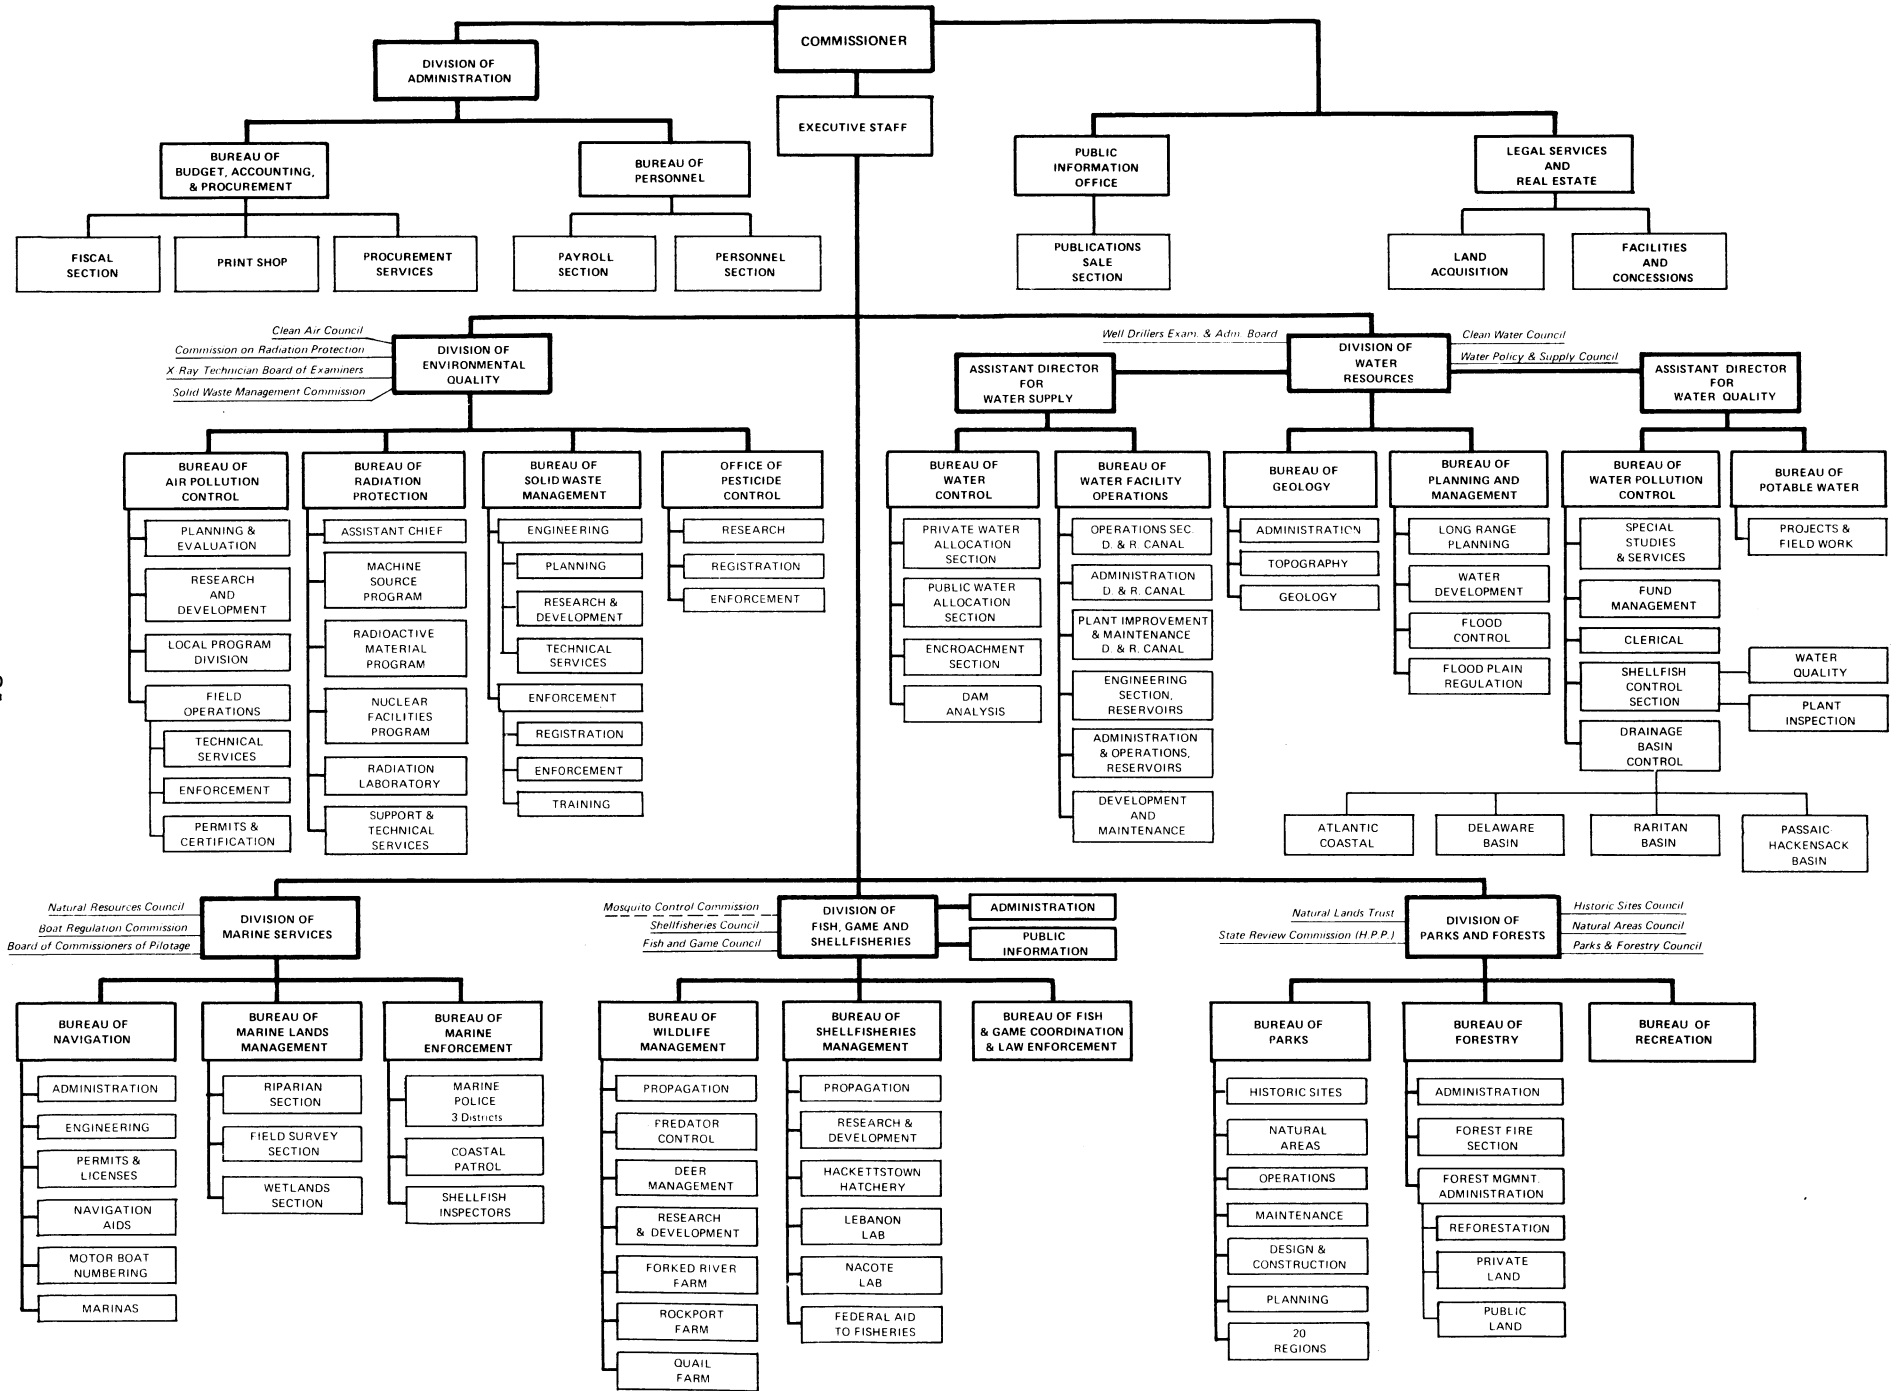 COMMISSIONER
DIVISION OF
ADMINISTRATION
EXECUTIVE STAFF
BUREAU OF
BUDGET, ACCOUNTING,
& PROCUREMENT
BUREAU OF
PERSONNEL
PUBLIC
INFORMATION
OFFICE
LEGAL SERVICES
AND
REAL ESTATE
FISCAL
SECTION
PRINT SHOP
PROCUREMENT
SERVICES
PAYROLL
SECTION
PERSONNEL
SECTION
PUBLICATIONS
SALE
SECTION
LAND
ACQUISITION
FACILITIES
AND
CONCESSIONS
Clean Air Council
Commission on Radiation Protection
X Ray Technician Board of Examiners
Solid Waste Management Commission
DIVISION OF
ENVIRONMENTAL
QUALITY
Well Drillers Exam. & Adm. Board
DIVISION OF
WATER
RESOURCES
Clean Water Council
Water Policy & Supply Council
ASSISTANT DIRECTOR
FOR
WATER SUPPLY
ASSISTANT DIRECTOR
FOR
WATER QUALITY
BUREAU OF
AIR POLLUTION
CONTROL
PLANNING &
EVALUATION
RESEARCH
AND
DEVELOPMENT
LOCAL PROGRAM
DIVISION
FIELD
OPERATIONS
TECHNICAL
SERVICES
ENFORCEMENT
PERMITS &
CERTIFICATION
BUREAU OF
RADIATION
PROTECTION
ASSISTANT CHIEF
MACHINE
SOURCE
PROGRAM
RADIOACTIVE
MATERIAL
PROGRAM
NUCLEAR
FACILITIES
PROGRAM
RADIATION
LABORATORY
SUPPORT &
TECHNICAL
SERVICES
BUREAU OF
SOLID WASTE
MANAGEMENT
ENGINEERING
PLANNING
RESEARCH &
DEVELOPMENT
TECHNICAL
SERVICES
ENFORCEMENT
REGISTRATION
ENFORCEMENT
TRAINING
OFFICE OF
PESTICIDE
CONTROL
RESEARCH
REGISTRATION
ENFORCEMENT
BUREAU OF
WATER
CONTROL
PRIVATE WATER
ALLOCATION
SECTION
PUBLIC WATER
ALLOCATION
SECTION
ENCROACHMENT
SECTION
DAM
ANALYSIS
BUREAU OF
WATER FACILITY
OPERATIONS
OPERATIONS SEC.
D. & R. CANAL
ADMINISTRATION
D. & R. CANAL
PLANT IMPROVEMENT
& MAINTENANCE
D. & R. CANAL
ENGINEERING
SECTION,
RESERVOIRS
ADMINISTRATION
& OPERATIONS,
RESERVOIRS
DEVELOPMENT
AND
MAINTENANCE
BUREAU OF
GEOLOGY
ADMINISTRATION
TOPOGRAPHY
GEOLOGY
BUREAU OF
PLANNING AND
MANAGEMENT
LONG RANGE
PLANNING
WATER
DEVELOPMENT
FLOOD
CONTROL
FLOOD PLAIN
REGULATION
BUREAU OF
WATER POLLUTION
CONTROL
SPECIAL
STUDIES
& SERVICES
FUND
MANAGEMENT
CLERICAL
SHELLFISH
CONTROL
SECTION
WATER
QUALITY
PLANT
INSPECTION
DRAINAGE
BASIN
CONTROL
ATLANTIC
COASTAL
DELAWARE
BASIN
RARITAN
BASIN
PASSAIC
HACKENSACK
BASIN
BUREAU OF
POTABLE WATER
PROJECTS &
FIELD WORK
Natural Resources Council
Boat Regulation Commission
Board of Commissioners of Pilotage
DIVISION OF
MARINE SERVICES
Mosquito Control Commission
Shellfisheries Council
Fish and Game Council
DIVISION OF
FISH, GAME AND
SHELLFISHERIES
ADMINISTRATION
PUBLIC
INFORMATION
Natural Lands Trust
State Review Commission (H.P.P.)
DIVISION OF
PARKS AND FORESTS
Historic Sites Council
Natural Areas Council
Parks & Forestry Council
BUREAU OF
NAVIGATION
ADMINISTRATION
ENGINEERING
PERMITS &
LICENSES
NAVIGATION
AIDS
MOTOR BOAT
NUMBERING
MARINAS
BUREAU OF
MARINE LANDS
MANAGEMENT
RIPARIAN
SECTION
FIELD SURVEY
SECTION
WETLANDS
SECTION
BUREAU OF
MARINE
ENFORCEMENT
MARINE
POLICE
3 Districts
COASTAL
PATROL
SHELLFISH
INSPECTORS
BUREAU OF
WILDLIFE
MANAGEMENT
PROPAGATION
FREDATOR
CONTROL
DEER
MANAGEMENT
RESEARCH
& DEVELOPMENT
FORKED RIVER
FARM
ROCKPORT
FARM
QUAIL
FARM
BUREAU OF
SHELLFISHERIES
MANAGEMENT
PROPAGATION
RESEARCH &
DEVELOPMENT
HACKETTSTOWN
HATCHERY
LEBANON
LAB
NACOTE
LAB
FEDERAL AID
TO FISHERIES
BUREAU OF FISH
& GAME COORDINATION
& LAW ENFORCEMENT
BUREAU OF
PARKS
HISTORIC SITES
NATURAL
AREAS
OPERATIONS
MAINTENANCE
DESIGN &
CONSTRUCTION
PLANNING
20
REGIONS
BUREAU OF
FORESTRY
ADMINISTRATION
FOREST FIRE
SECTION
FOREST MGMNT.
ADMINISTRATION
REFORESTATION
PRIVATE
LAND
PUBLIC
LAND
BUREAU OF
RECREATION